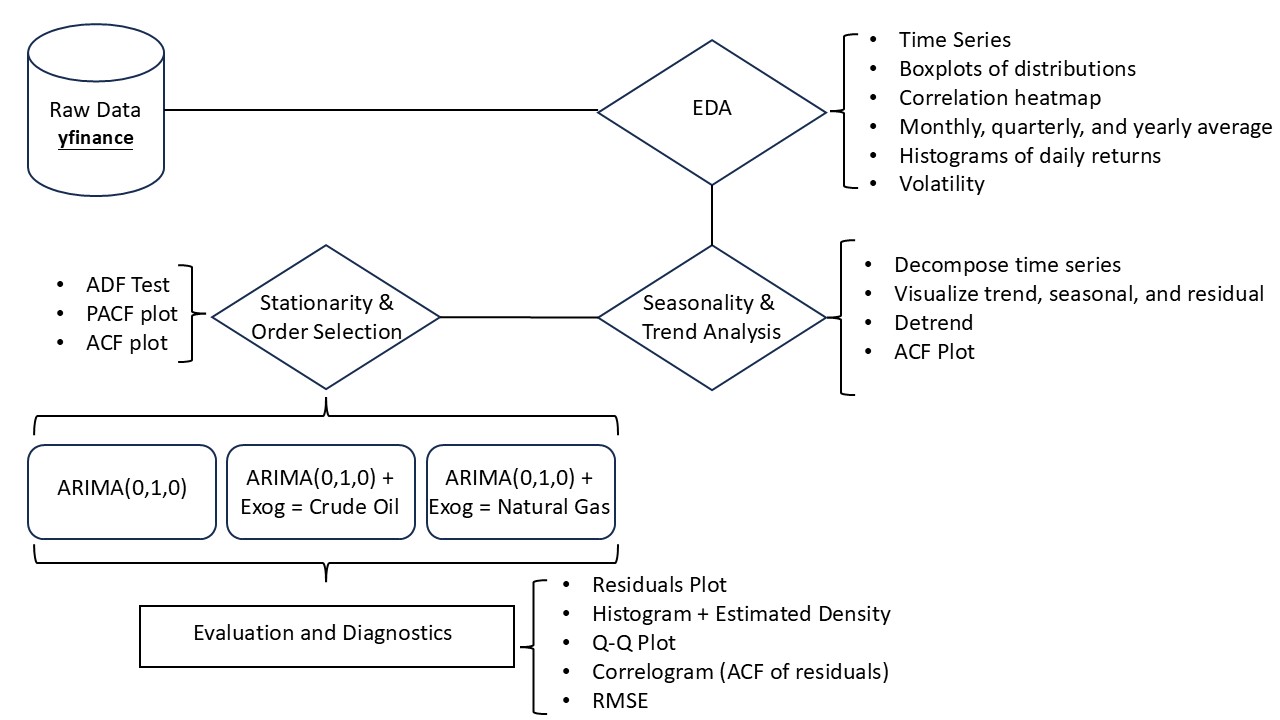 Raw Data
yfinance
EDA
• Time Series
• Boxplots of distributions
• Correlation heatmap
• Monthly, quarterly, and yearly average
• Histograms of daily returns
• Volatility
Seasonality &
Trend Analysis
• Decompose time series
• Visualize trend, seasonal, and residual
• Detrend
• ACF Plot
Stationarity &
Order Selection
• ADF Test
• PACF plot
• ACF plot
ARIMA(0,1,0)
ARIMA(0,1,0) +
Exog = Crude Oil
ARIMA(0,1,0) +
Exog = Natural Gas
Evaluation and Diagnostics
• Residuals Plot
• Histogram + Estimated Density
• Q-Q Plot
• Correlogram (ACF of residuals)
• RMSE